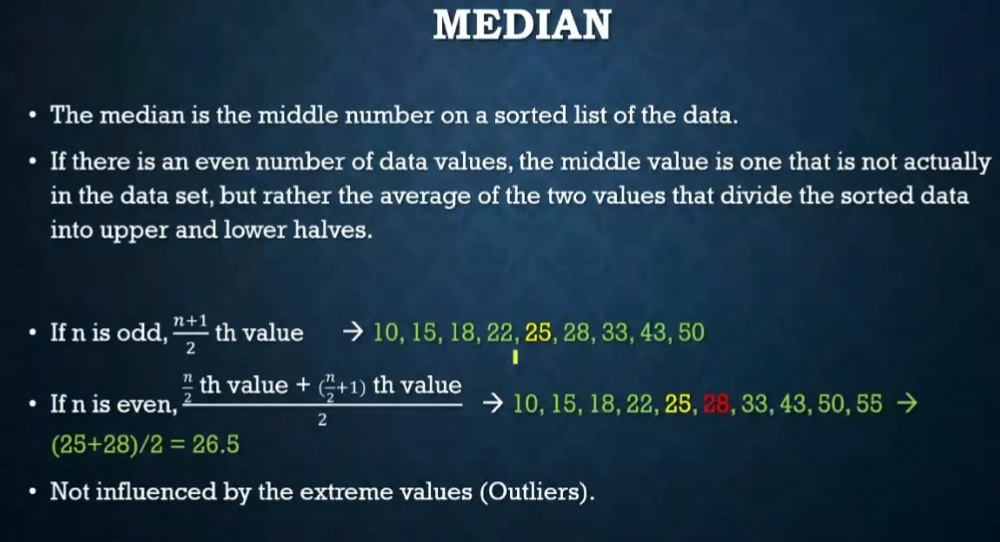 MEDIAN
• The median is the middle number on a sorted list of the data.
• If there is an even number of data values, the middle value is one that is not actually
in the data set, but rather the average of the two values that divide the sorted data
into upper and lower halves.
• If n is odd, \frac{n+1}{2} th value → 10, 15, 18, 22, 25, 28, 33, 43, 50
• If n is even, \frac{\frac{n}{2} th value + (\frac{n}{2}+1) th value}{2} → 10, 15, 18, 22, 25, 28, 33, 43, 50, 55 →
(25+28)/2 = 26.5
• Not influenced by the extreme values (Outliers).